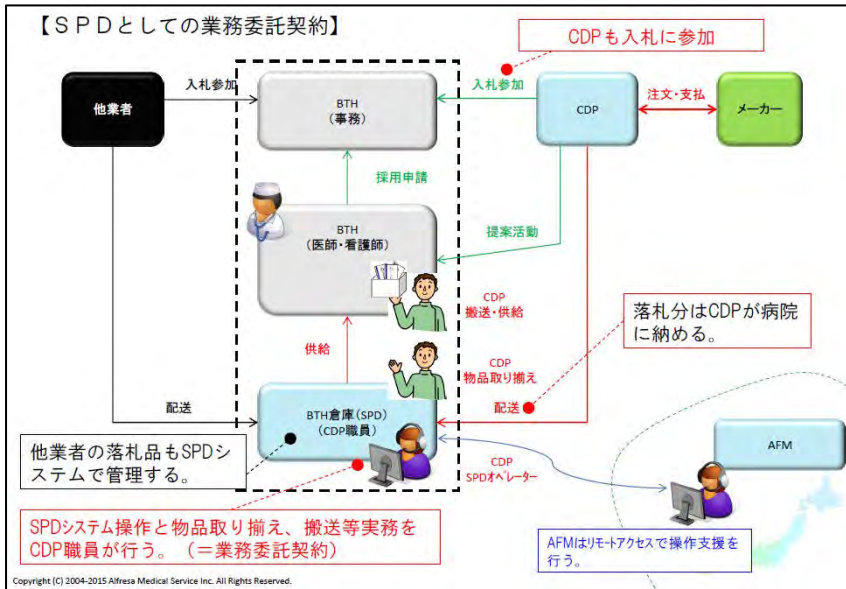 【SPDとしての業務委託契約】
CDPも入札に参加
他業者
入札参加
BTH
(事務)
入札参加
CDP
注文・支払
メーカー
採用申請
BTH
(医師・看護師)
提案活動
CDP
搬送・供給
落札分はCDPが病院
に納める。
供給
CDP
物品取り揃え
配送
BTH倉庫(SPD)
(CDP職員)
配送
AFM
他業者の落札品もSPDシ
ステムで管理する。
CDP
SPDオペレーター
SPDシステム操作と物品取り揃え、搬送等実務を
CDP職員が行う。(=業務委託契約)
AFMはリモートアクセスで操作支援を
行う。
Copyright (C) 2004-2015 Alfresa Medical Service Inc. All Rights Reserved.